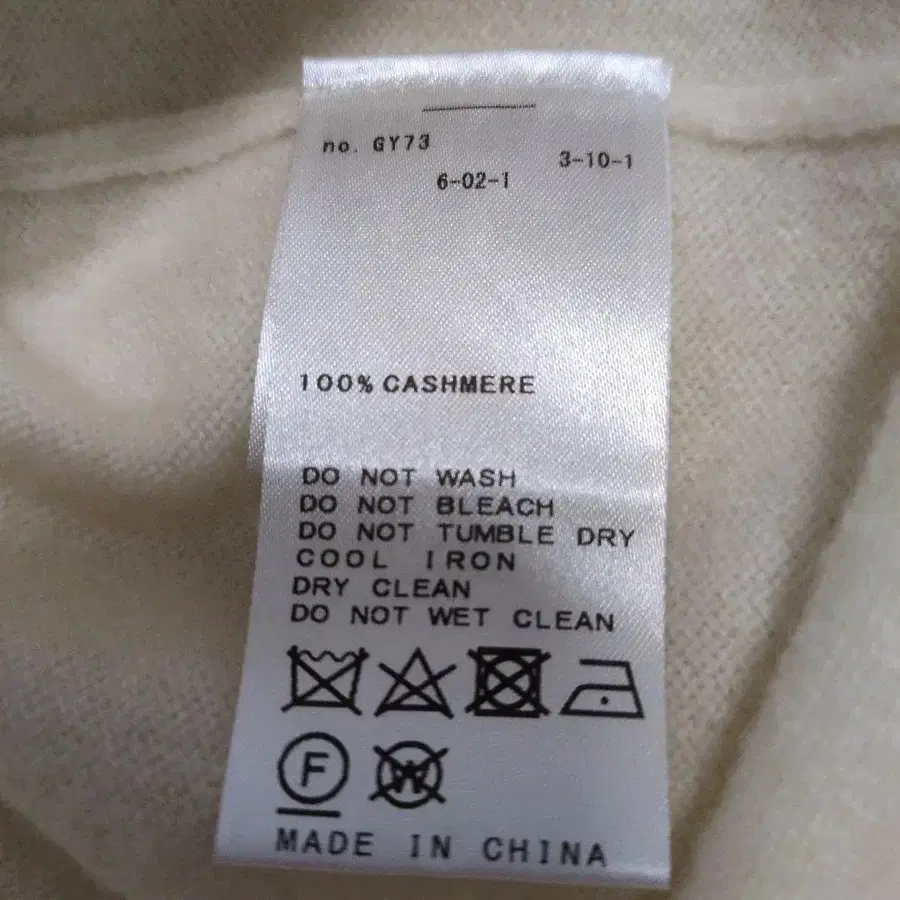 no. GY73
3-10-1
6-02-1
100% CASHMERE
DO NOT WASH
DO NOT BLEACH
DO NOT TUMBLE DRY
COOL IRON
DRY CLEAN
DO NOT WET CLEAN
F W
MADE IN CHINA